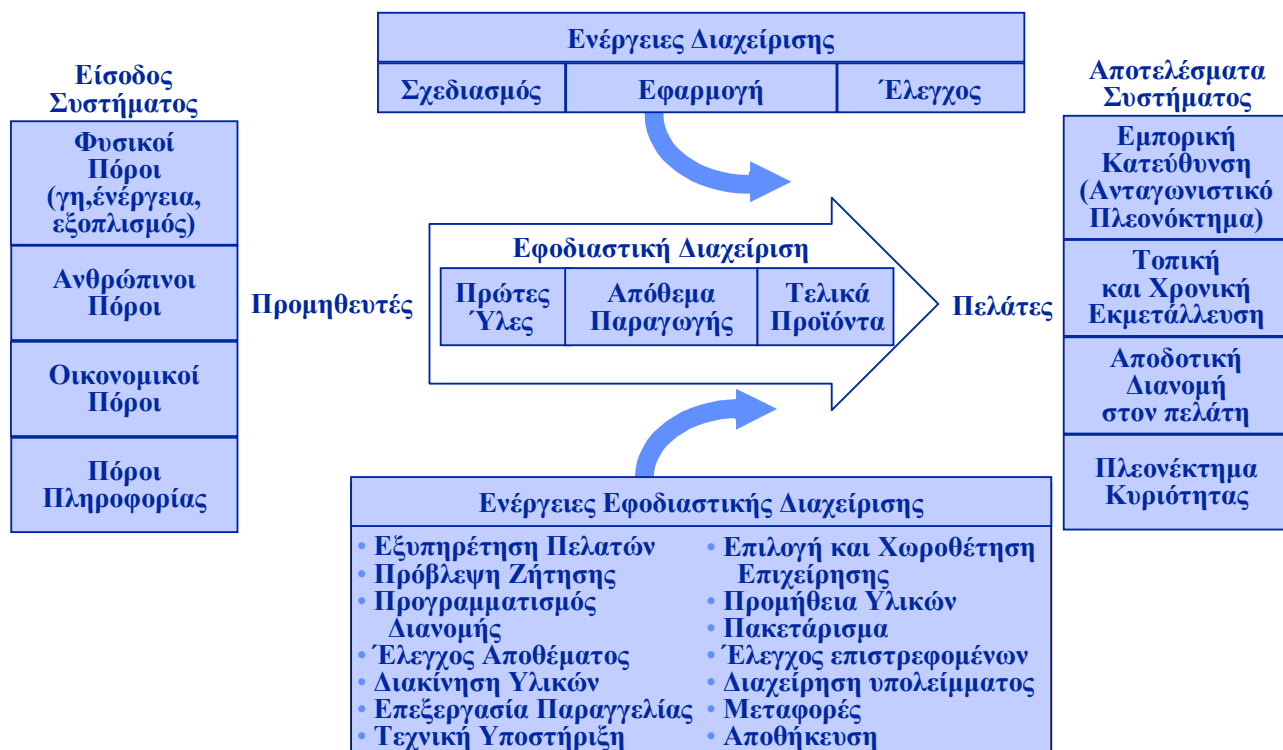 Ενέργειες Διαχείρισης
Σχεδιασμός Εφαρμογή Έλεγχος
Είσοδος
Συστήματος
Φυσικοί
Πόροι
(γη,ένέργεια,
εξοπλισμός)
Ανθρώπινοι
Πόροι
Οικονομικοί
Πόροι
Πόροι
Πληροφορίας
Προμηθευτές
Εφοδιαστική Διαχείριση
Πρώτες
Ύλες
Απόθεμα
Παραγωγής
Τελικά
Προϊόντα
Πελάτες
Αποτελέσματα
Συστήματος
Εμπορική
Κατεύθυνση
(Ανταγωνιστικό
Πλεονόκτημα)
Τοπική
και Χρονική
Εκμετάλλευση
Αποδοτική
Διανομή
στον πελάτη
Πλεονέκτημα
Κυριότητας
Ενέργειες Εφοδιαστικής Διαχείρισης
• Εξυπηρέτηση Πελατών
• Πρόβλεψη Ζήτησης
• Προγραμματισμός
Διανομής
• Έλεγχος Αποθέματος
• Διακίνηση Υλικών
• Επεξεργασία Παραγγελίας
• Τεχνική Υποστήριξη
• Επιλογή και Χωροθέτηση
Επιχείρησης
• Προμήθεια Υλικών
• Πακετάρισμα
• Έλεγχος επιστρεφομένων
• Διαχείρηση υπολείμματος
• Μεταφορές
• Αποθήκευση